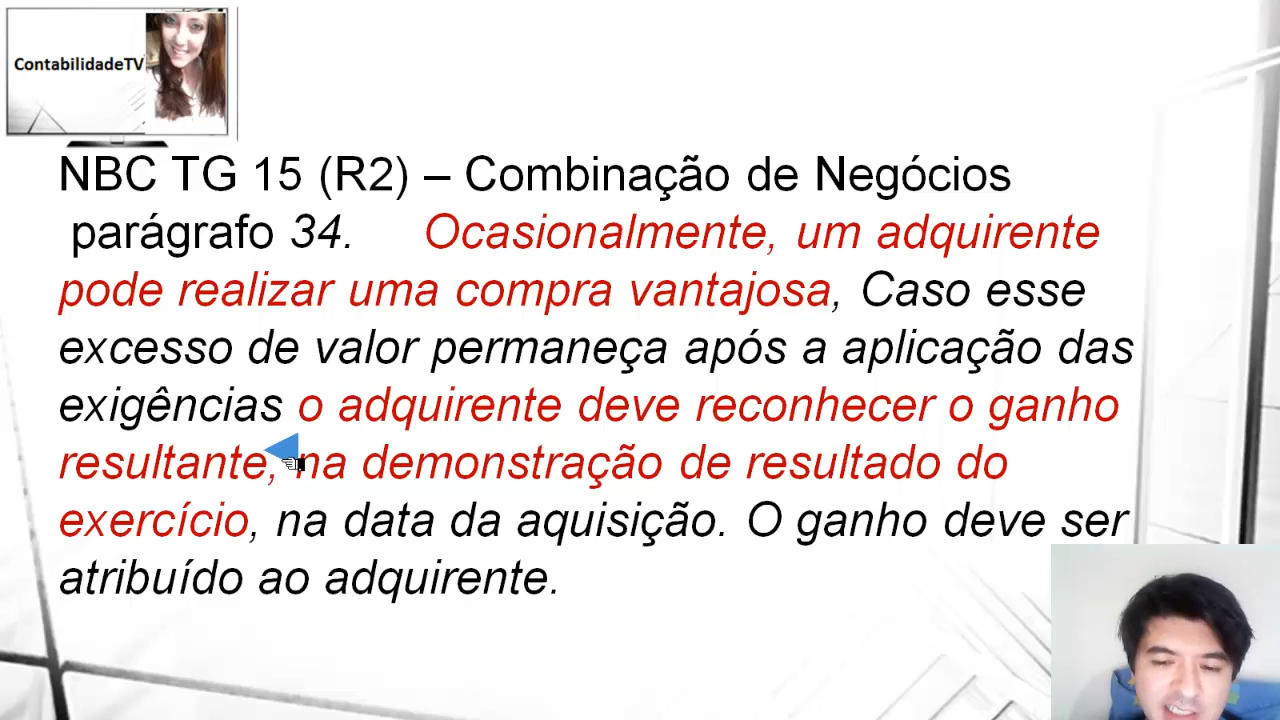 ContabilidadeTV
NBC TG 15 (R2) – Combinação de Negócios
parágrafo 34. Ocasionalmente, um adquirente
pode realizar uma compra vantajosa, Caso esse
excesso de valor permaneça após a aplicação das
exigências o adquirente deve reconhecer o ganho
resultante, na demonstração de resultado do
exercício, na data da aquisição. O ganho deve ser
atribuído ao adquirente.